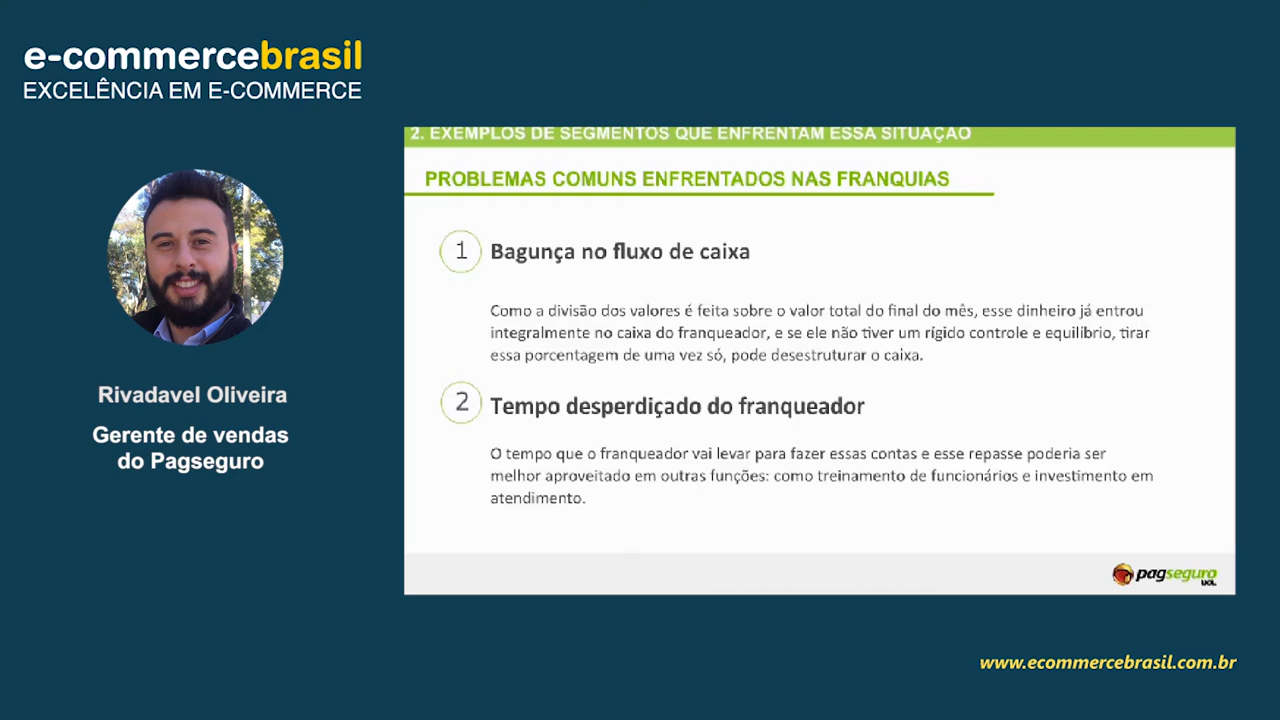 e-commercebrasil
EXCELÊNCIA EM E-COMMERCE
2. EXEMPLOS DE SEGMENTOS QUE ENFRENTAM ESSA SITUAÇÃO
PROBLEMAS COMUNS ENFRENTADOS NAS FRANQUIAS
1 Bagunça no fluxo de caixa
Como a divisão dos valores é feita sobre o valor total do final do mês, esse dinheiro já entrou
integralmente no caixa do franqueador, e se ele não tiver um rígido controle e equilíbrio, tirar
essa porcentagem de uma vez só, pode desestruturar o caixa.
2 Tempo desperdiçado do franqueador
O tempo que o franqueador vai levar para fazer essas contas e esse repasse poderia ser
melhor aproveitado em outras funções: como treinamento de funcionários e investimento em
atendimento.
pagseguro
UOL
Rivadavel Oliveira
Gerente de vendas
do Pagseguro
www.ecommercebrasil.com.br